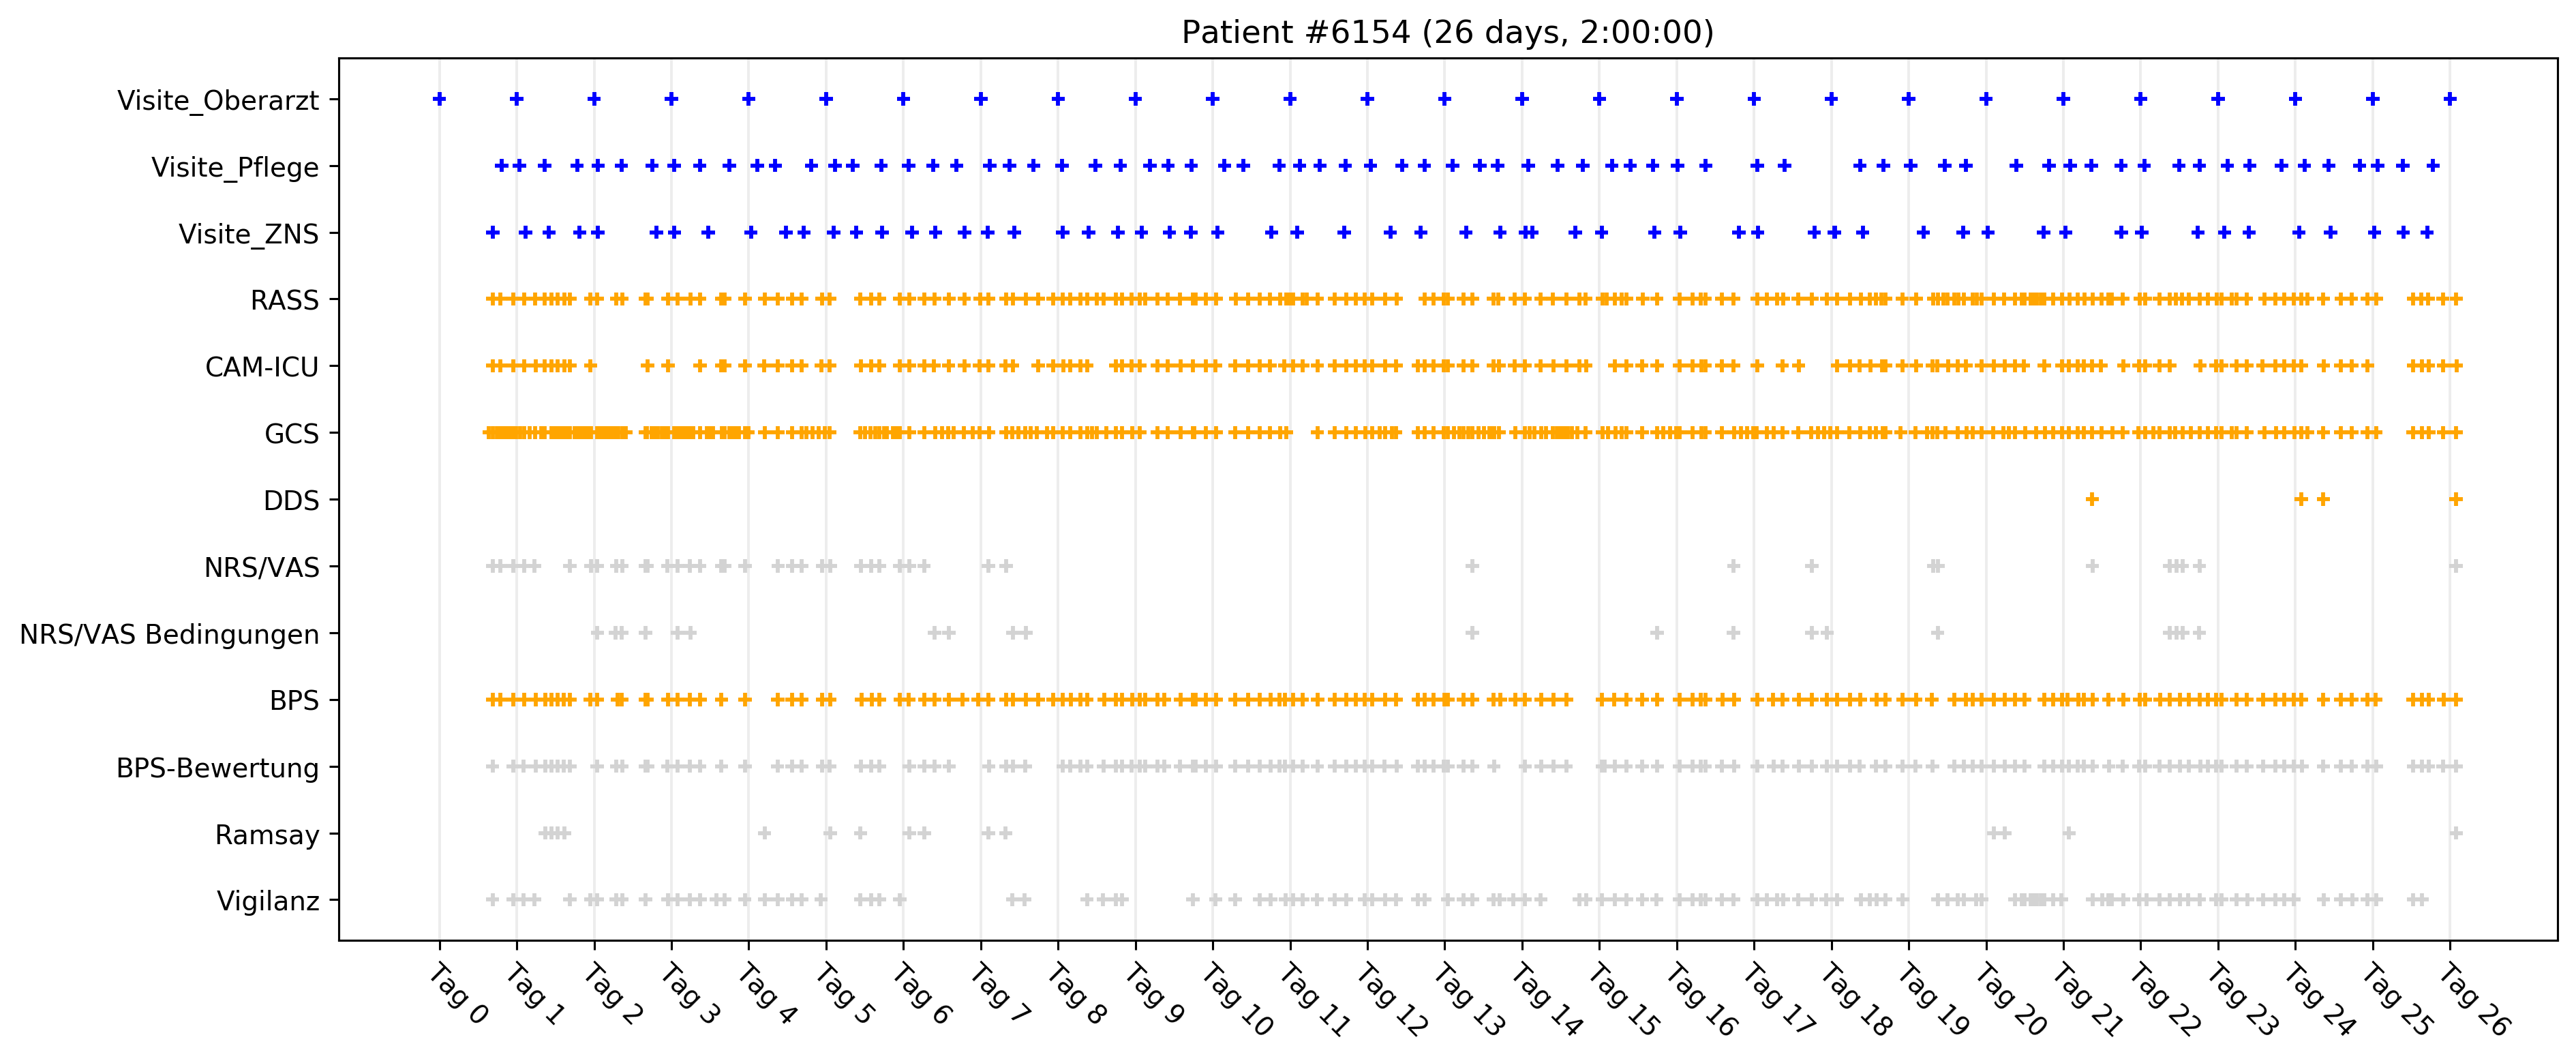 Patient #6154 (26 days, 2:00:00)
Visite_Oberarzt
Visite_Pflege
Visite_ZNS
RASS
CAM-ICU
GCS
DDS
NRS/VAS
NRS/VAS Bedingungen
BPS
BPS-Bewertung
Ramsay
Vigilanz
Tag 0
Tag 1
Tag 2
Tag 3
Tag 4
Tag 5
Tag 6
Tag 7
Tag 8
Tag 9
Tag 10
Tag 11
Tag 12
Tag 13
Tag 14
Tag 15
Tag 16
Tag 17
Tag 18
Tag 19
Tag 20
Tag 21
Tag 22
Tag 23
Tag 24
Tag 25
Tag 26